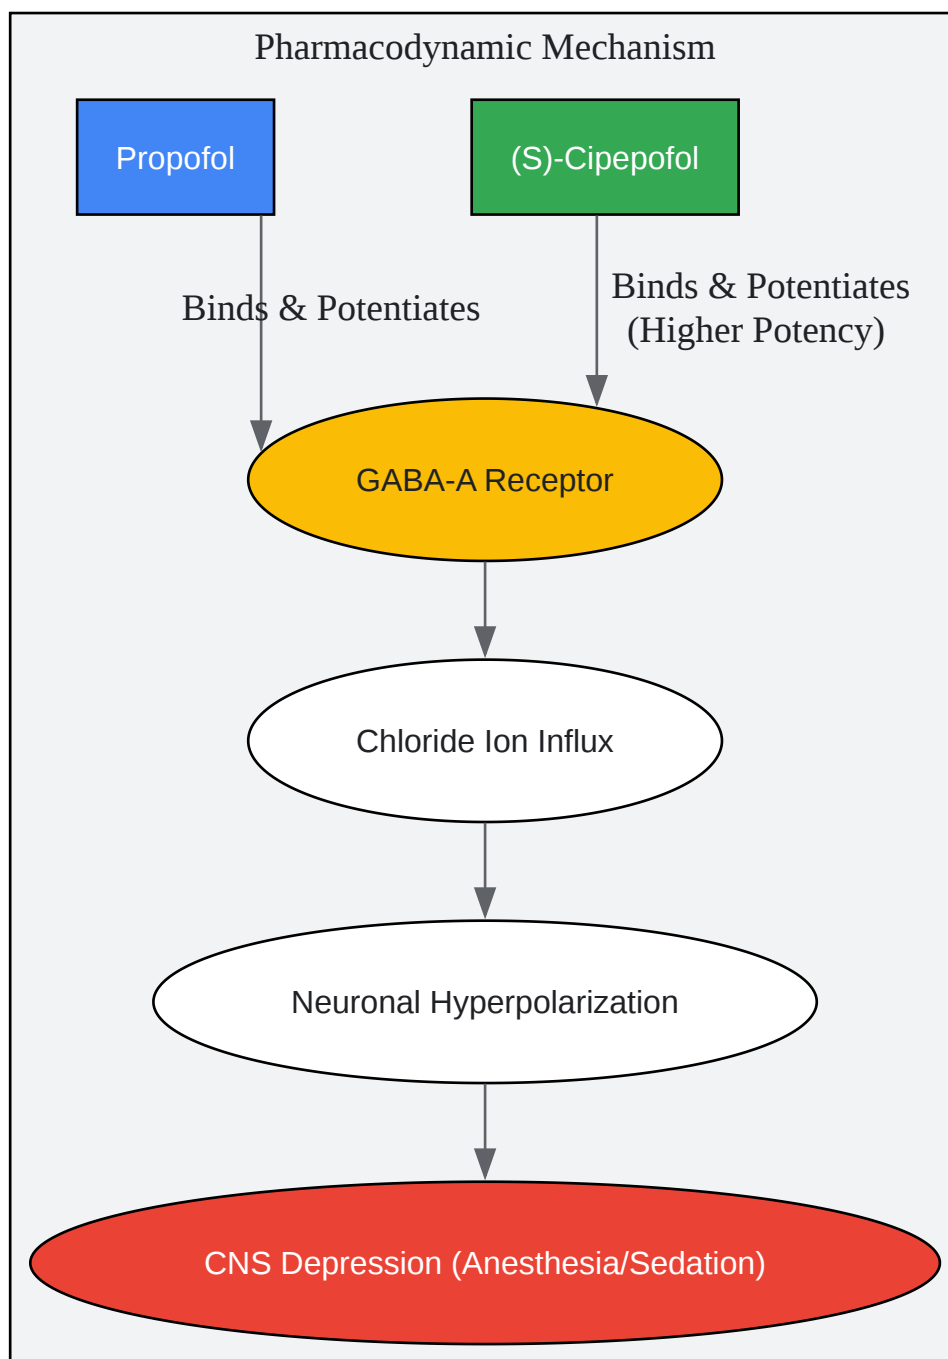 Pharmacodynamic Mechanism
Propofol
(S)-Cipepofol
Binds & Potentiates
Binds & Potentiates
(Higher Potency)
GABA-A Receptor
Chloride Ion Influx
Neuronal Hyperpolarization
CNS Depression (Anesthesia/Sedation)